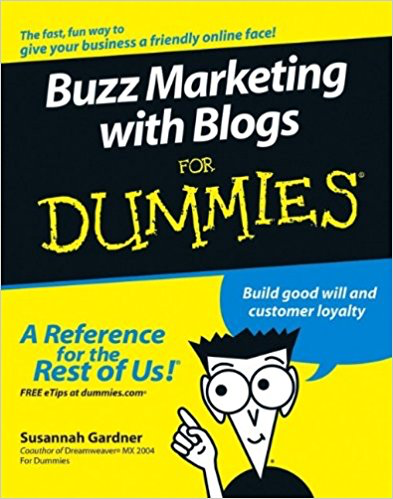 The fast, fun way to
give your business a friendly online face!
Buzz Marketing
with Blogs
FOR
DUMMIES®
Build good will and
customer loyalty
A Reference
for the
Rest of Us!®
FREE eTips at dummies.com®
Susannah Gardner
Coauthor of Dreamweaver® MX 2004
For Dummies